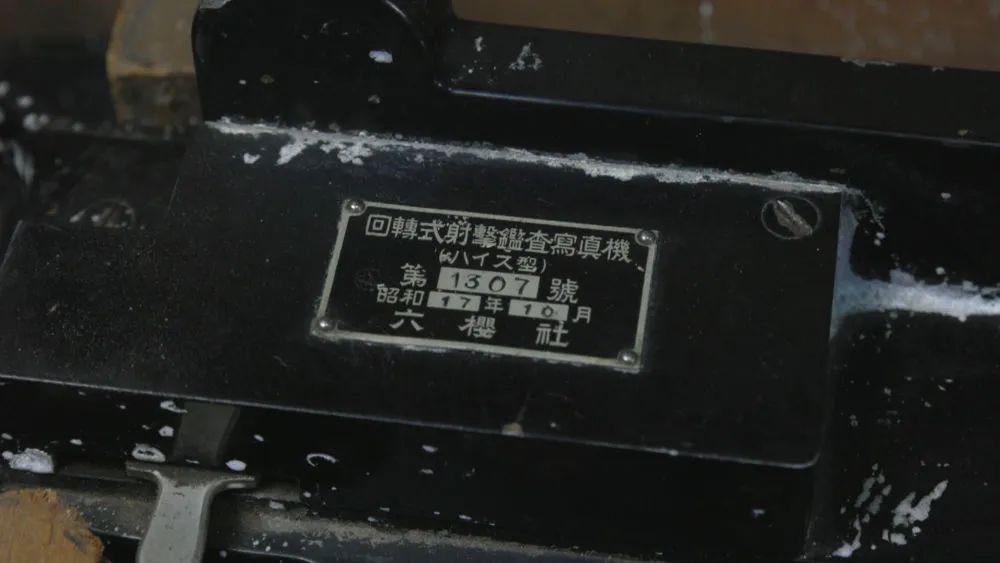 回轉式射擊鑑査寫真機
(ハイス型)
第 1307 號
昭和 17 年 10 月
六櫻社